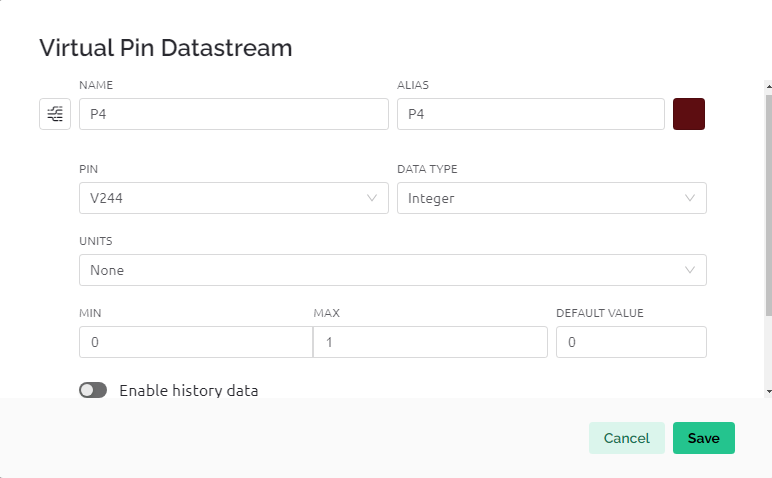 Virtual Pin Datastream
NAME ALIAS
P4 P4
PIN DATA TYPE
V244 Integer
UNITS
None
MIN MAX DEFAULT VALUE
0 1 0
Enable history data
Cancel Save